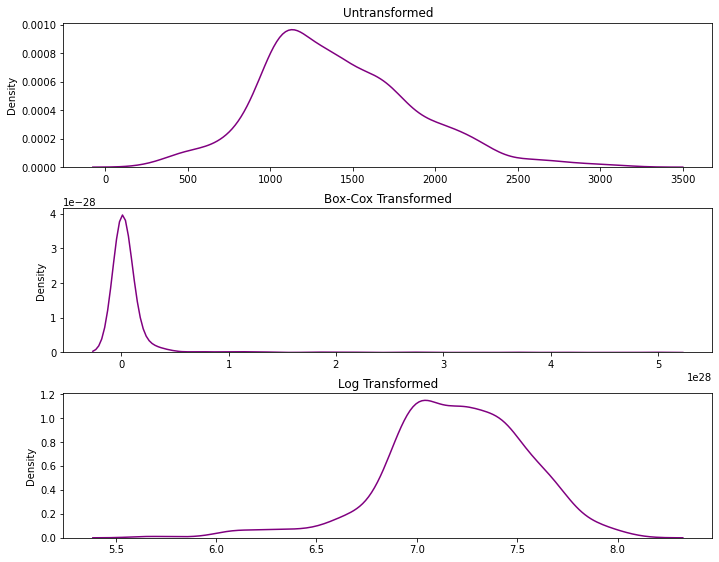 Untransformed
Density
0.0010
0.0008
0.0006
0.0004
0.0002
0.0000
0 500 1000 1500 2000 2500 3000 3500
Box-Cox Transformed
1e−28
Density
4
3
2
1
0
0 1 2 3 4 5
1e28
Log Transformed
Density
1.2
1.0
0.8
0.6
0.4
0.2
0.0
5.5 6.0 6.5 7.0 7.5 8.0